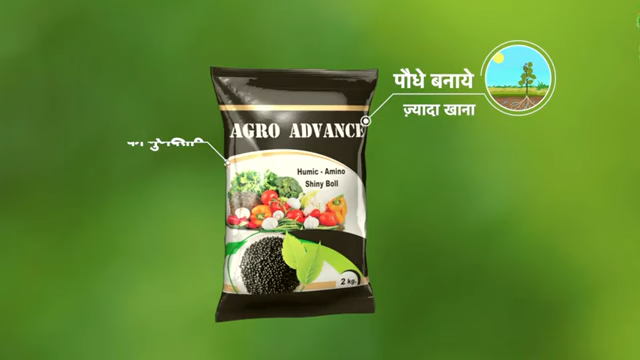 पौधे बनाये
ज़्यादा खाना
AGRO ADVANCE
Humic - Amino
Shiny Boll
2 kg.